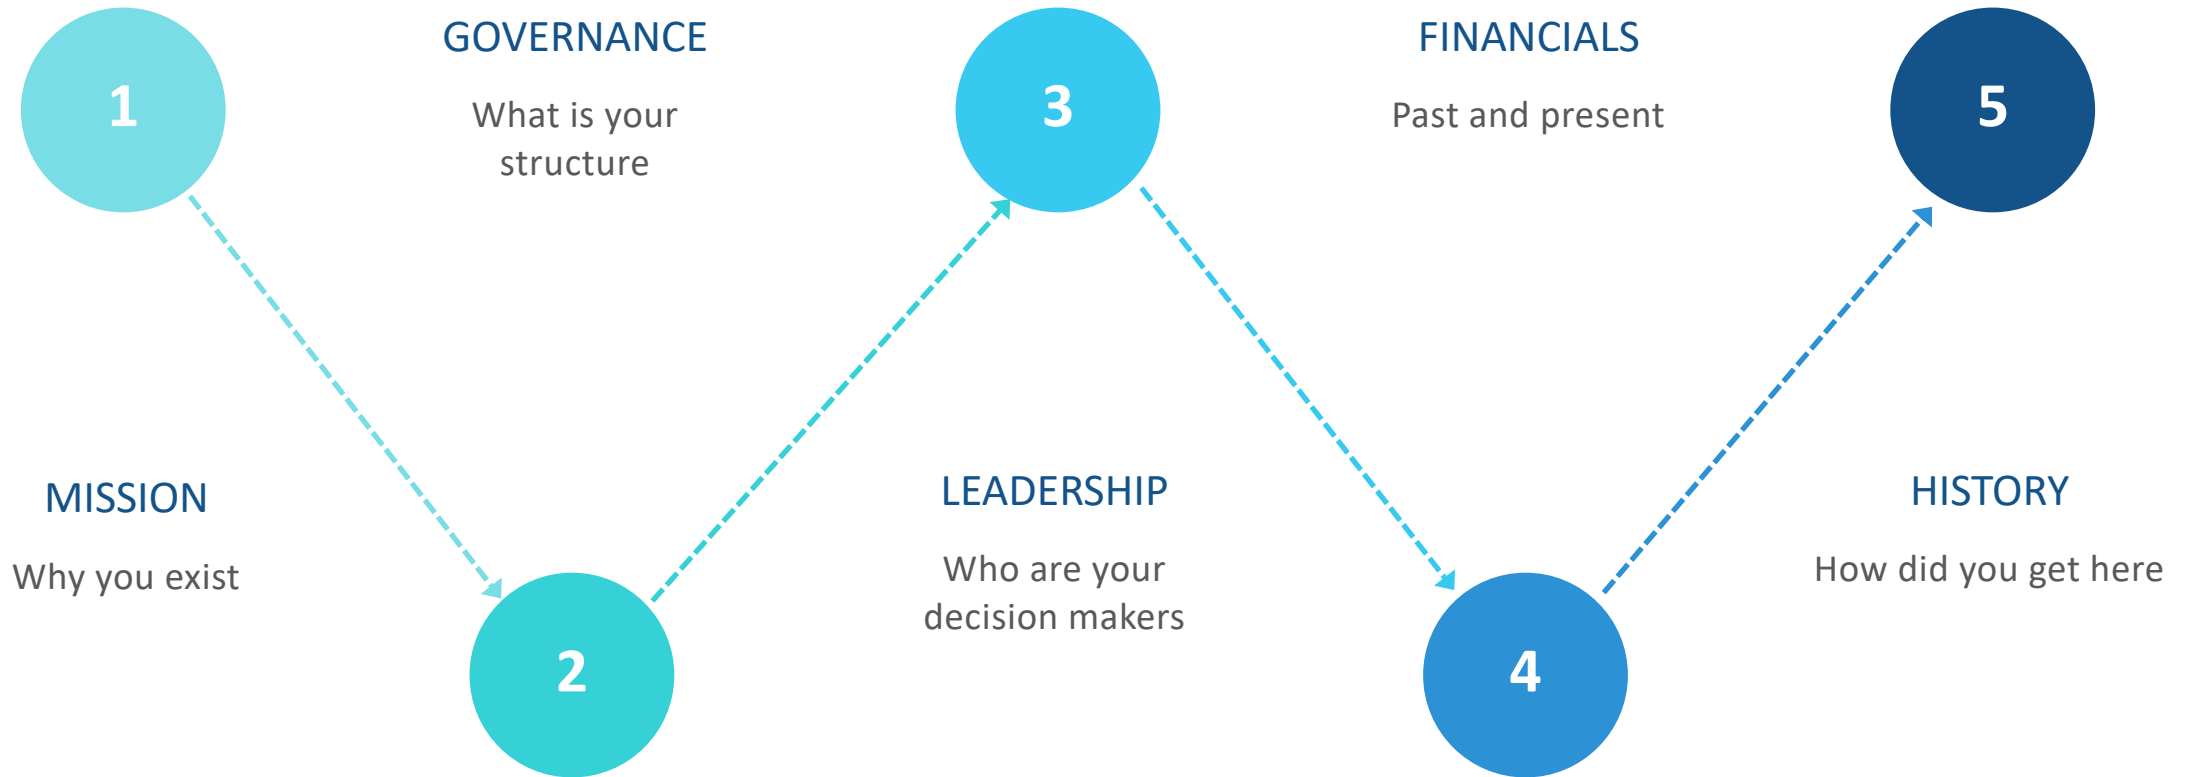 1
MISSION
Why you exist
GOVERNANCE
What is your
structure
2
3
LEADERSHIP
Who are your
decision makers
FINANCIALS
Past and present
4
5
HISTORY
How did you get here